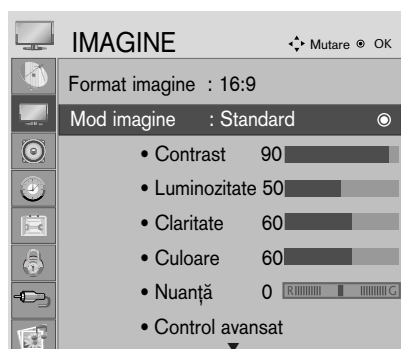 IMAGINE Mutare OK
Format imagine : 16:9
Mod imagine : Standard
• Contrast 90
• Luminozitate 50
• Claritate 60
• Culoare 60
• Nuanță 0 R G
• Control avansat